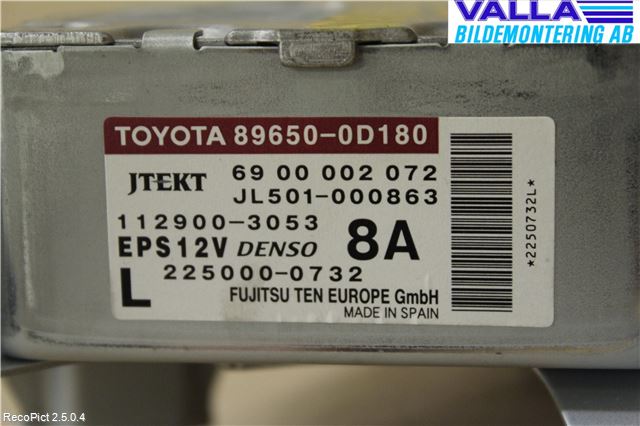 VALLA
BILDEMONTERING AB
TOYOTA 89650-0D180
JTEKT 69 00 002 072
JL501-000863
112900-3053
EPS12V DENSO 8A
L 225000-0732
FUJITSU TEN EUROPE GmbH
MADE IN SPAIN
*2250732L*
RecoPict 2.5.0.4